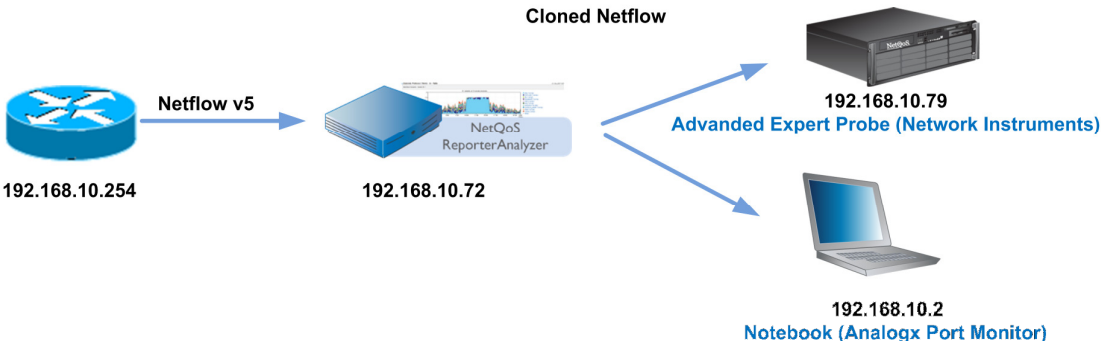 Cloned Netflow
NetQoS
192.168.10.79
Advanded Expert Probe (Network Instruments)
Netflow v5
NetQoS
ReporterAnalyzer
192.168.10.254
192.168.10.72
192.168.10.2
Notebook (Analogx Port Monitor)